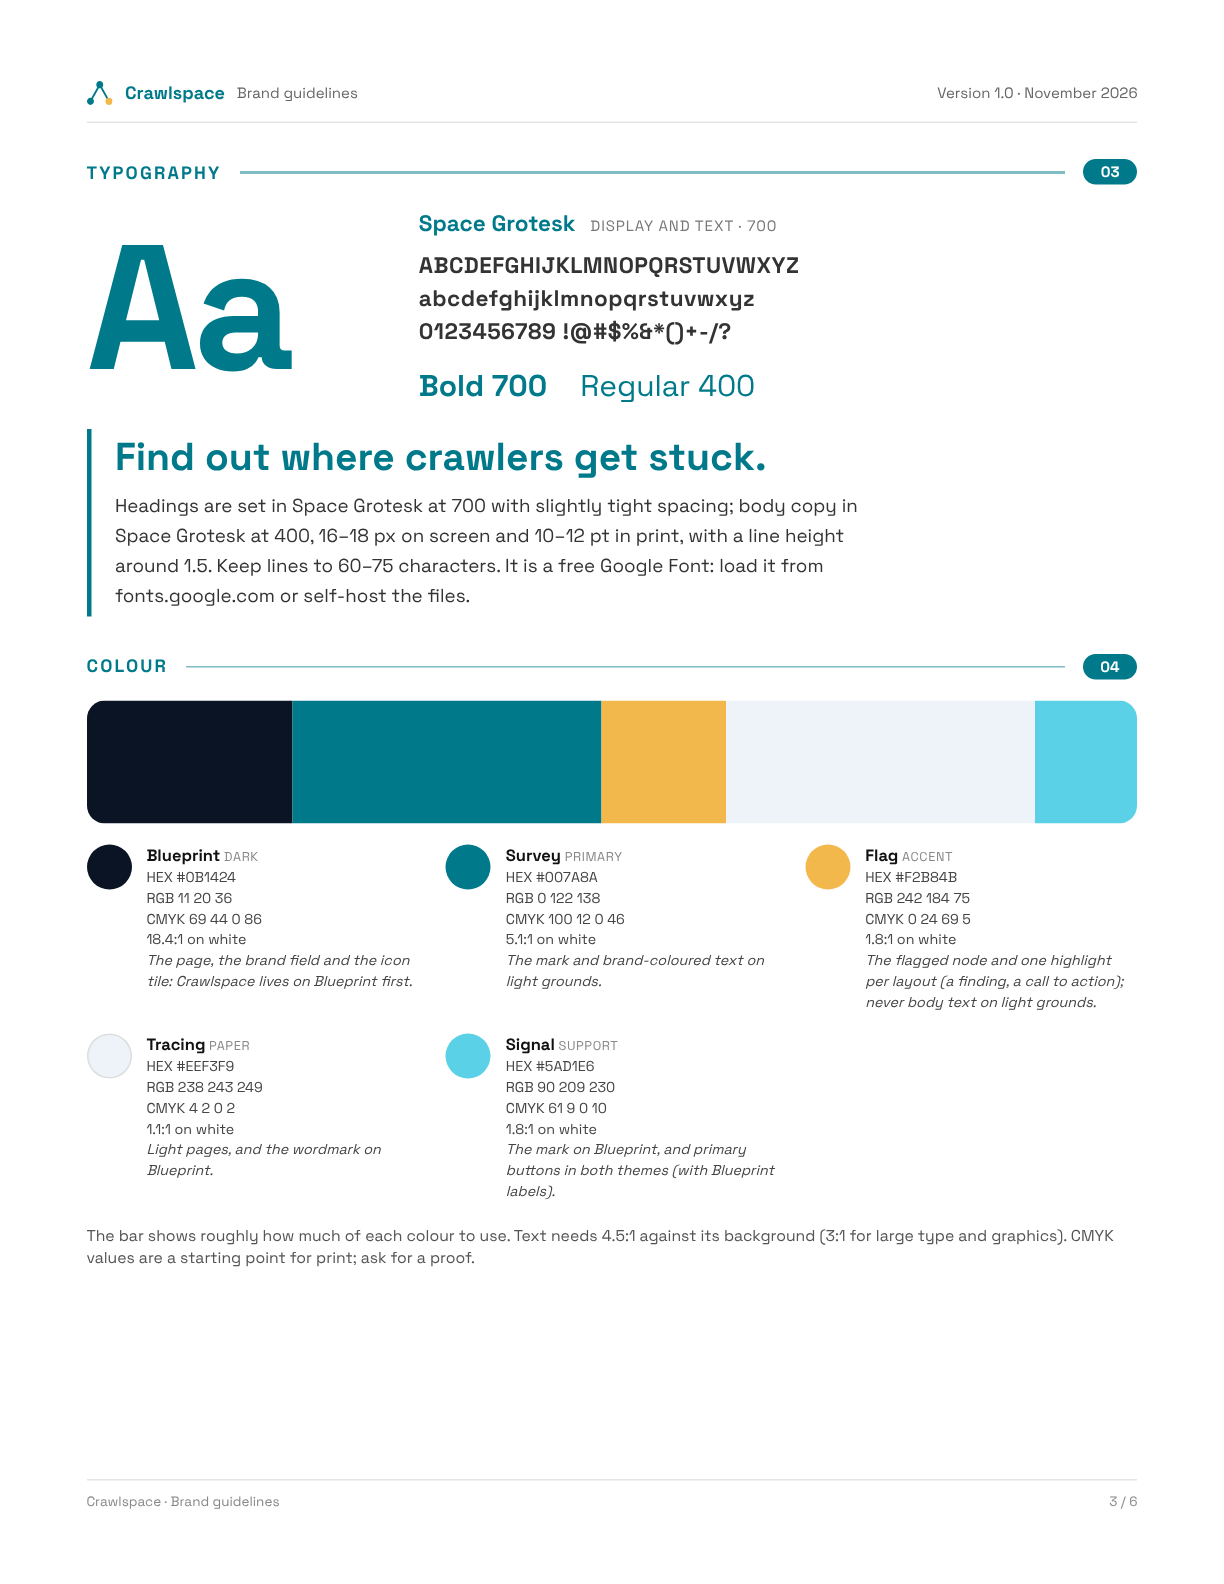 Crawlspace Brand guidelines
Version 1.0 · November 2026
TYPOGRAPHY
03
Aa
Space Grotesk DISPLAY AND TEXT · 700
ABCDEFGHIJKLMNOPQRSTUVWXYZ
abcdefghijklmnopqrstuvwxyz
0123456789 !@#$%&*()+-/?
Bold 700 Regular 400
Find out where crawlers get stuck.
Headings are set in Space Grotesk at 700 with slightly tight spacing; body copy in
Space Grotesk at 400, 16–18 px on screen and 10–12 pt in print, with a line height
around 1.5. Keep lines to 60–75 characters. It is a free Google Font: load it from
fonts.google.com or self-host the files.
COLOUR
04
Blueprint DARK
HEX #0B1424
RGB 11 20 36
CMYK 69 44 0 86
18.4:1 on white
The page, the brand field and the icon
tile: Crawlspace lives on Blueprint first.
Survey PRIMARY
HEX #007A8A
RGB 0 122 138
CMYK 100 12 0 46
5.1:1 on white
The mark and brand-coloured text on
light grounds.
Flag ACCENT
HEX #F2B84B
RGB 242 184 75
CMYK 0 24 69 5
1.8:1 on white
The flagged node and one highlight
per layout (a finding, a call to action);
never body text on light grounds.
Tracing PAPER
HEX #EEF3F9
RGB 238 243 249
CMYK 4 2 0 2
1.1:1 on white
Light pages, and the wordmark on
Blueprint.
Signal SUPPORT
HEX #5AD1E6
RGB 90 209 230
CMYK 61 9 0 10
1.8:1 on white
The mark on Blueprint, and primary
buttons in both themes (with Blueprint
labels).
The bar shows roughly how much of each colour to use. Text needs 4.5:1 against its background (3:1 for large type and graphics). CMYK
values are a starting point for print; ask for a proof.
Crawlspace · Brand guidelines
3 / 6